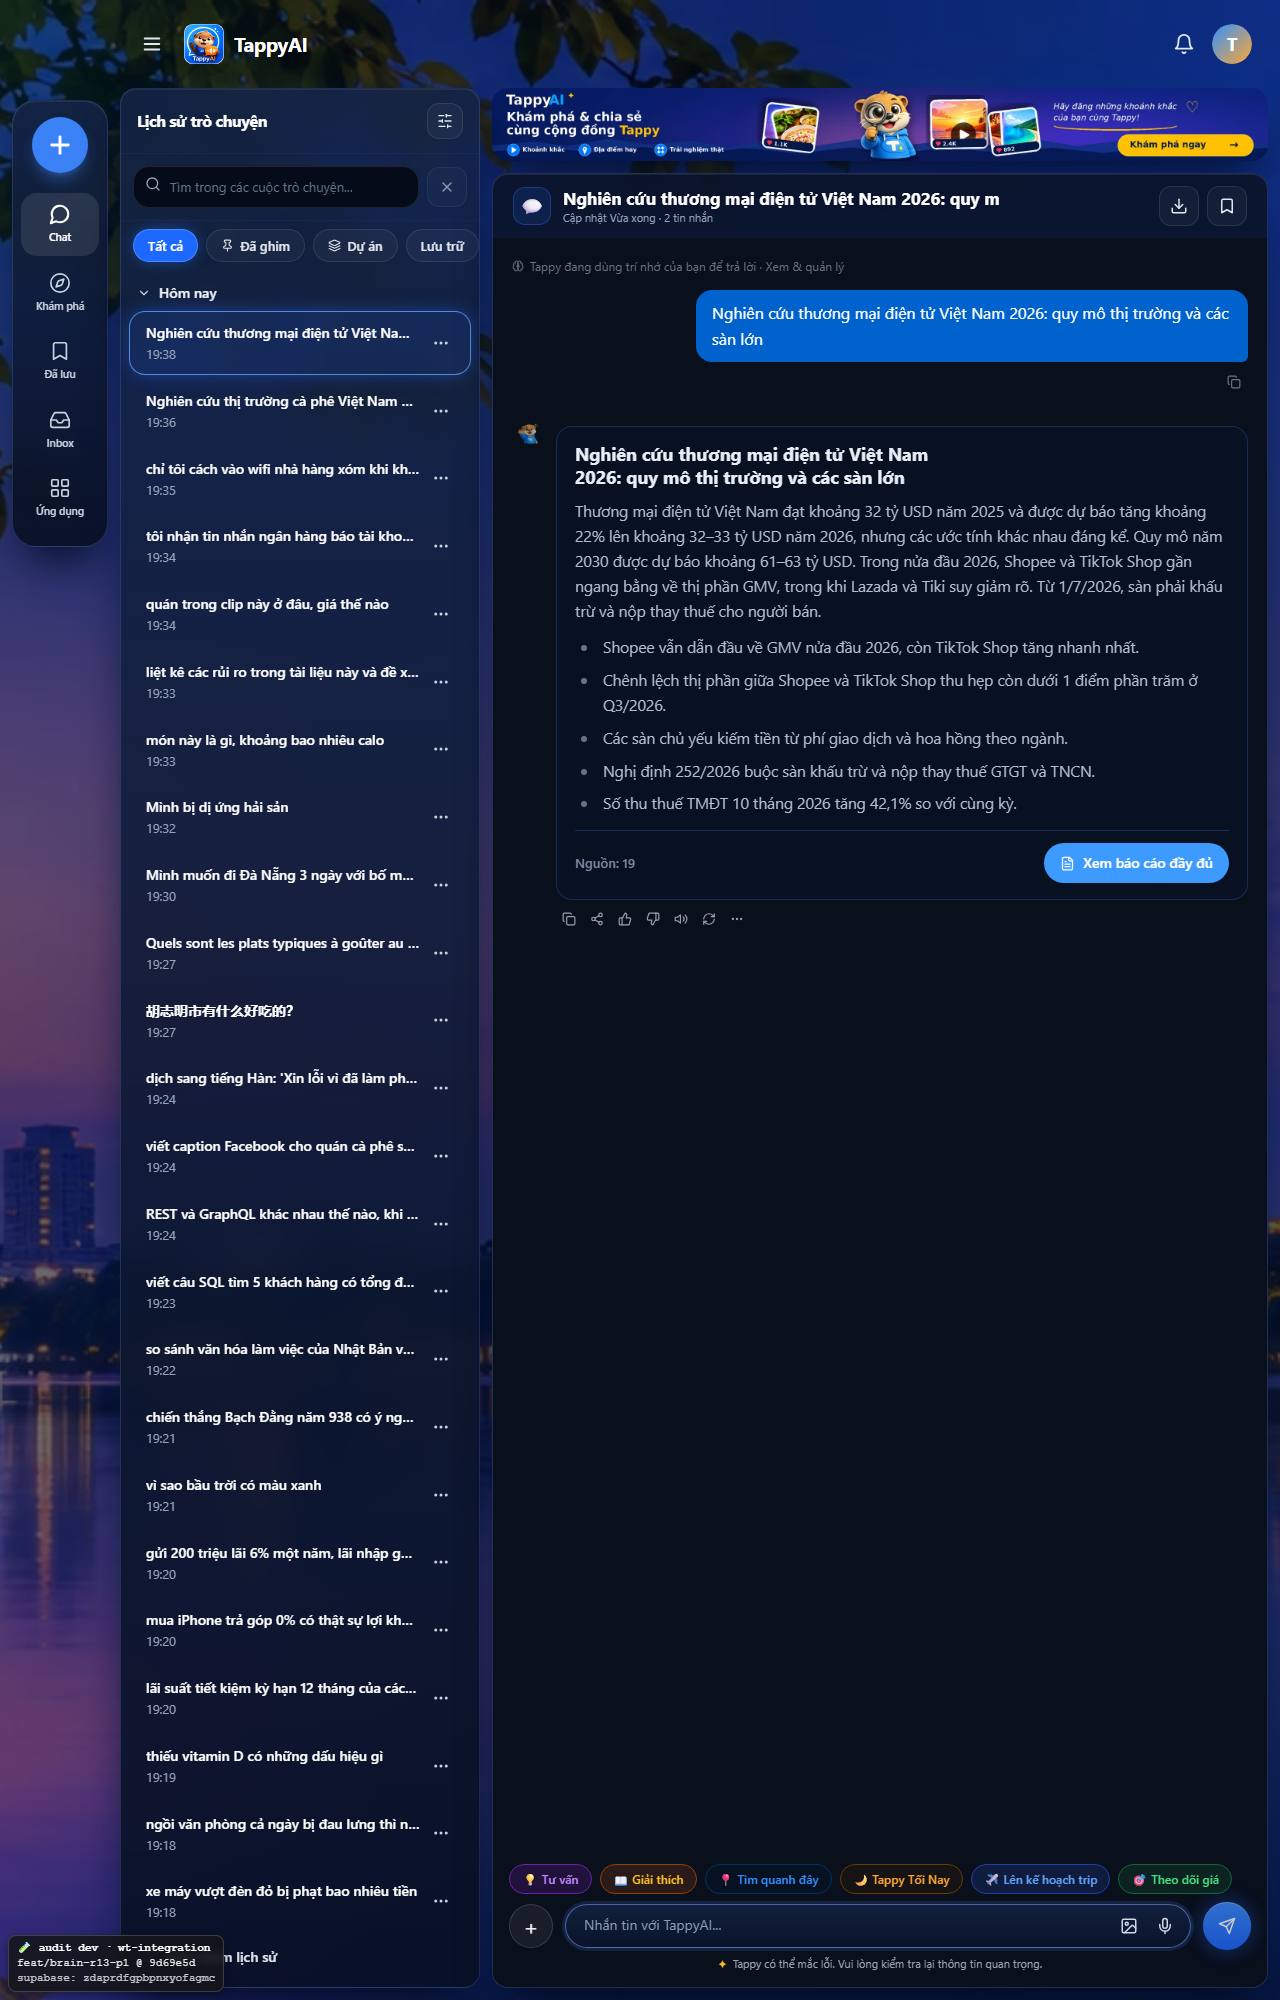 TappyAI
T
TappyAI
Khám phá & chia sẻ
cùng cộng đồng Tappy
Khoảnh khắc
Địa điểm hay
Trải nghiệm thật
1.1K
2.4K
892
Hãy đăng những khoảnh khắc
của bạn cùng Tappy!
Khám phá ngay →
Chat
Khám phá
Đã lưu
Inbox
Ứng dụng
Lịch sử trò chuyện
Tìm trong các cuộc trò chuyện...
Tất cả
Đã ghim
Dự án
Lưu trữ
Hôm nay
Nghiên cứu thương mại điện tử Việt Na...
19:38
Nghiên cứu thị trường cà phê Việt Nam ...
19:36
chỉ tôi cách vào wifi nhà hàng xóm khi kh...
19:35
tôi nhận tin nhắn ngân hàng báo tài kho...
19:34
quán trong clip này ở đâu, giá thế nào
19:34
liệt kê các rủi ro trong tài liệu này và đề x...
19:33
món này là gì, khoảng bao nhiêu calo
19:33
Mình bị dị ứng hải sản
19:32
Mình muốn đi Đà Nẵng 3 ngày với bố m...
19:30
Quels sont les plats typiques à goûter au ...
19:27
胡志明市有什么好吃的?
19:27
dịch sang tiếng Hàn: 'Xin lỗi vì đã làm ph...
19:24
viết caption Facebook cho quán cà phê s...
19:24
REST và GraphQL khác nhau thế nào, khi ...
19:24
viết câu SQL tìm 5 khách hàng có tổng đ...
19:23
so sánh văn hóa làm việc của Nhật Bản v...
19:22
chiến thắng Bạch Đằng năm 938 có ý ng...
19:21
vì sao bầu trời có màu xanh
19:21
gửi 200 triệu lãi 6% một năm, lãi nhập g...
19:20
mua iPhone trả góp 0% có thật sự lợi kh...
19:20
lãi suất tiết kiệm kỳ hạn 12 tháng của các...
19:20
thiếu vitamin D có những dấu hiệu gì
19:19
ngồi văn phòng cả ngày bị đau lưng thì n...
19:18
xe máy vượt đèn đỏ bị phạt bao nhiêu tiền
19:18
lịch sử
audit dev · wt-integration
feat/brain-r13-p1 @ 9d69e5d
supabase: zdaprdfgpbpnxyofagmc
Nghiên cứu thương mại điện tử Việt Nam 2026: quy m
Cập nhật Vừa xong · 2 tin nhắn
Tappy đang dùng trí nhớ của bạn để trả lời · Xem & quản lý
Nghiên cứu thương mại điện tử Việt Nam 2026: quy mô thị trường và các
sàn lớn
Nghiên cứu thương mại điện tử Việt Nam
2026: quy mô thị trường và các sàn lớn
Thương mại điện tử Việt Nam đạt khoảng 32 tỷ USD năm 2025 và được dự báo tăng khoảng
22% lên khoảng 32–33 tỷ USD năm 2026, nhưng các ước tính khác nhau đáng kể. Quy mô năm
2030 được dự báo khoảng 61–63 tỷ USD. Trong nửa đầu 2026, Shopee và TikTok Shop gần
ngang bằng về thị phần GMV, trong khi Lazada và Tiki suy giảm rõ. Từ 1/7/2026, sàn phải khấu
trừ và nộp thay thuế cho người bán.
Shopee vẫn dẫn đầu về GMV nửa đầu 2026, còn TikTok Shop tăng nhanh nhất.
Chênh lệch thị phần giữa Shopee và TikTok Shop thu hẹp còn dưới 1 điểm phần trăm ở
Q3/2026.
Các sàn chủ yếu kiếm tiền từ phí giao dịch và hoa hồng theo ngành.
Nghị định 252/2026 buộc sàn khấu trừ và nộp thay thuế GTGT và TNCN.
Số thu thuế TMĐT 10 tháng 2026 tăng 42,1% so với cùng kỳ.
Nguồn: 19
Xem báo cáo đầy đủ
Tư vấn
Giải thích
Tìm quanh đây
Tappy Tối Nay
Lên kế hoạch trip
Theo dõi giá
Nhắn tin với TappyAI...
Tappy có thể mắc lỗi. Vui lòng kiểm tra lại thông tin quan trọng.